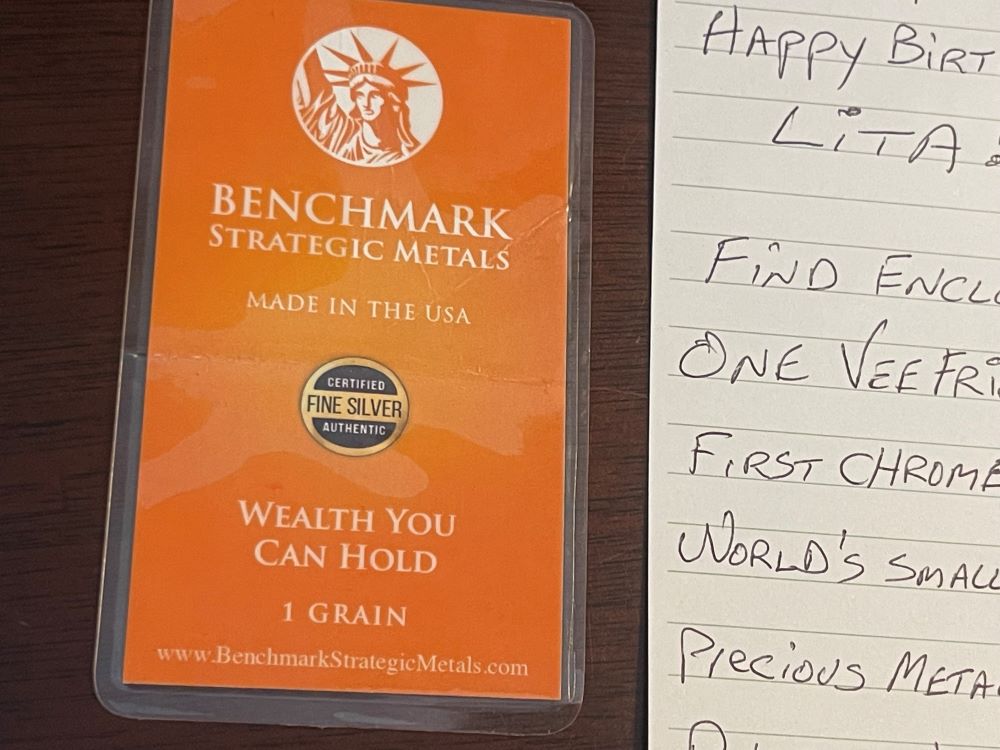 BENCHMARK
STRATEGIC METALS
MADE IN THE USA
CERTIFIED
FINE SILVER
AUTHENTIC
WEALTH YOU
CAN HOLD
1 GRAIN
www.BenchmarkStrategicMetals.com
HAPPY BIRT
LiTA
FiND ENCL
ONE VEEFRi
FiRST CHROME
WORLD'S SMALL
PRECIOUS META